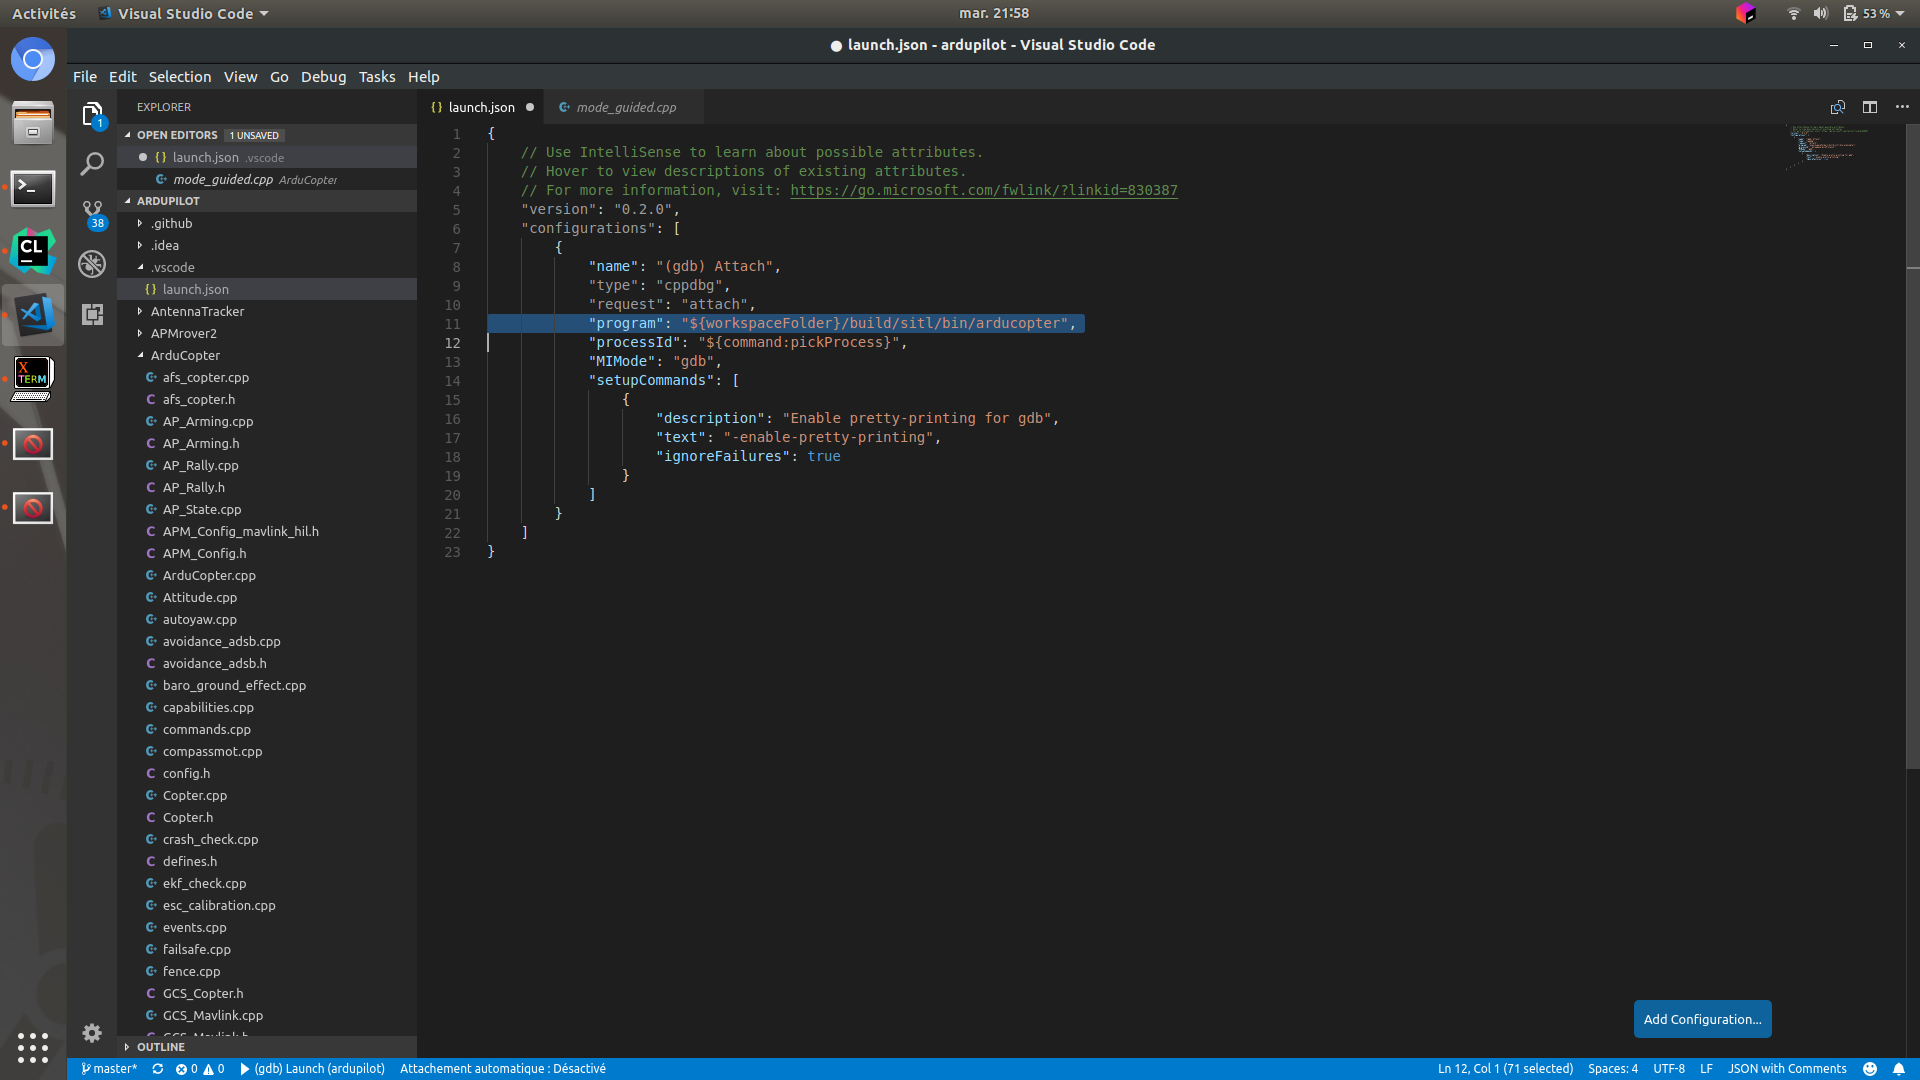 Activités
Visual Studio Code
mar. 21:58
53 %
● launch.json - ardupilot - Visual Studio Code
File Edit Selection View Go Debug Tasks Help
EXPLORER
OPEN EDITORS 1 UNSAVED
launch.json .vscode
mode_guided.cpp ArduCopter
ARDUPILOT
.github
.idea
.vscode
launch.json
AntennaTracker
APMrover2
ArduCopter
afs_copter.cpp
afs_copter.h
AP_Arming.cpp
AP_Arming.h
AP_Rally.cpp
AP_Rally.h
AP_State.cpp
APM_Config_mavlink_hil.h
APM_Config.h
ArduCopter.cpp
Attitude.cpp
autoyaw.cpp
avoidance_adsb.cpp
avoidance_adsb.h
baro_ground_effect.cpp
capabilities.cpp
commands.cpp
compassmot.cpp
config.h
Copter.cpp
Copter.h
crash_check.cpp
defines.h
ekf_check.cpp
esc_calibration.cpp
events.cpp
failsafe.cpp
fence.cpp
GCS_Copter.h
GCS_Mavlink.cpp
OUTLINE
1
38
CL
X
TERM
{} launch.json
mode_guided.cpp
1 {
2 // Use IntelliSense to learn about possible attributes.
3 // Hover to view descriptions of existing attributes.
4 // For more information, visit: https://go.microsoft.com/fwlink/?linkid=830387
5 "version": "0.2.0",
6 "configurations": [
7 {
8 "name": "(gdb) Attach",
9 "type": "cppdbg",
10 "request": "attach",
11 "program": "${workspaceFolder}/build/sitl/bin/arducopter",
12 "processId": "${command:pickProcess}",
13 "MIMode": "gdb",
14 "setupCommands": [
15 {
16 "description": "Enable pretty-printing for gdb",
17 "text": "-enable-pretty-printing",
18 "ignoreFailures": true
19 }
20 ]
21 }
22 ]
23 }
Add Configuration...
master* 0 0 (gdb) Launch (ardupilot) Attachement automatique : Désactivé
Ln 12, Col 1 (71 selected) Spaces: 4 UTF-8 LF JSON with Comments